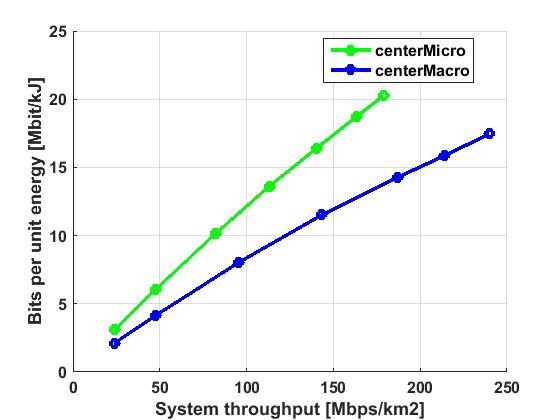 25
20
15
10
5
0
0 50 100 150 200 250
Bits per unit energy [Mbit/kJ]
System throughput [Mbps/km2]
centerMicro
centerMacro